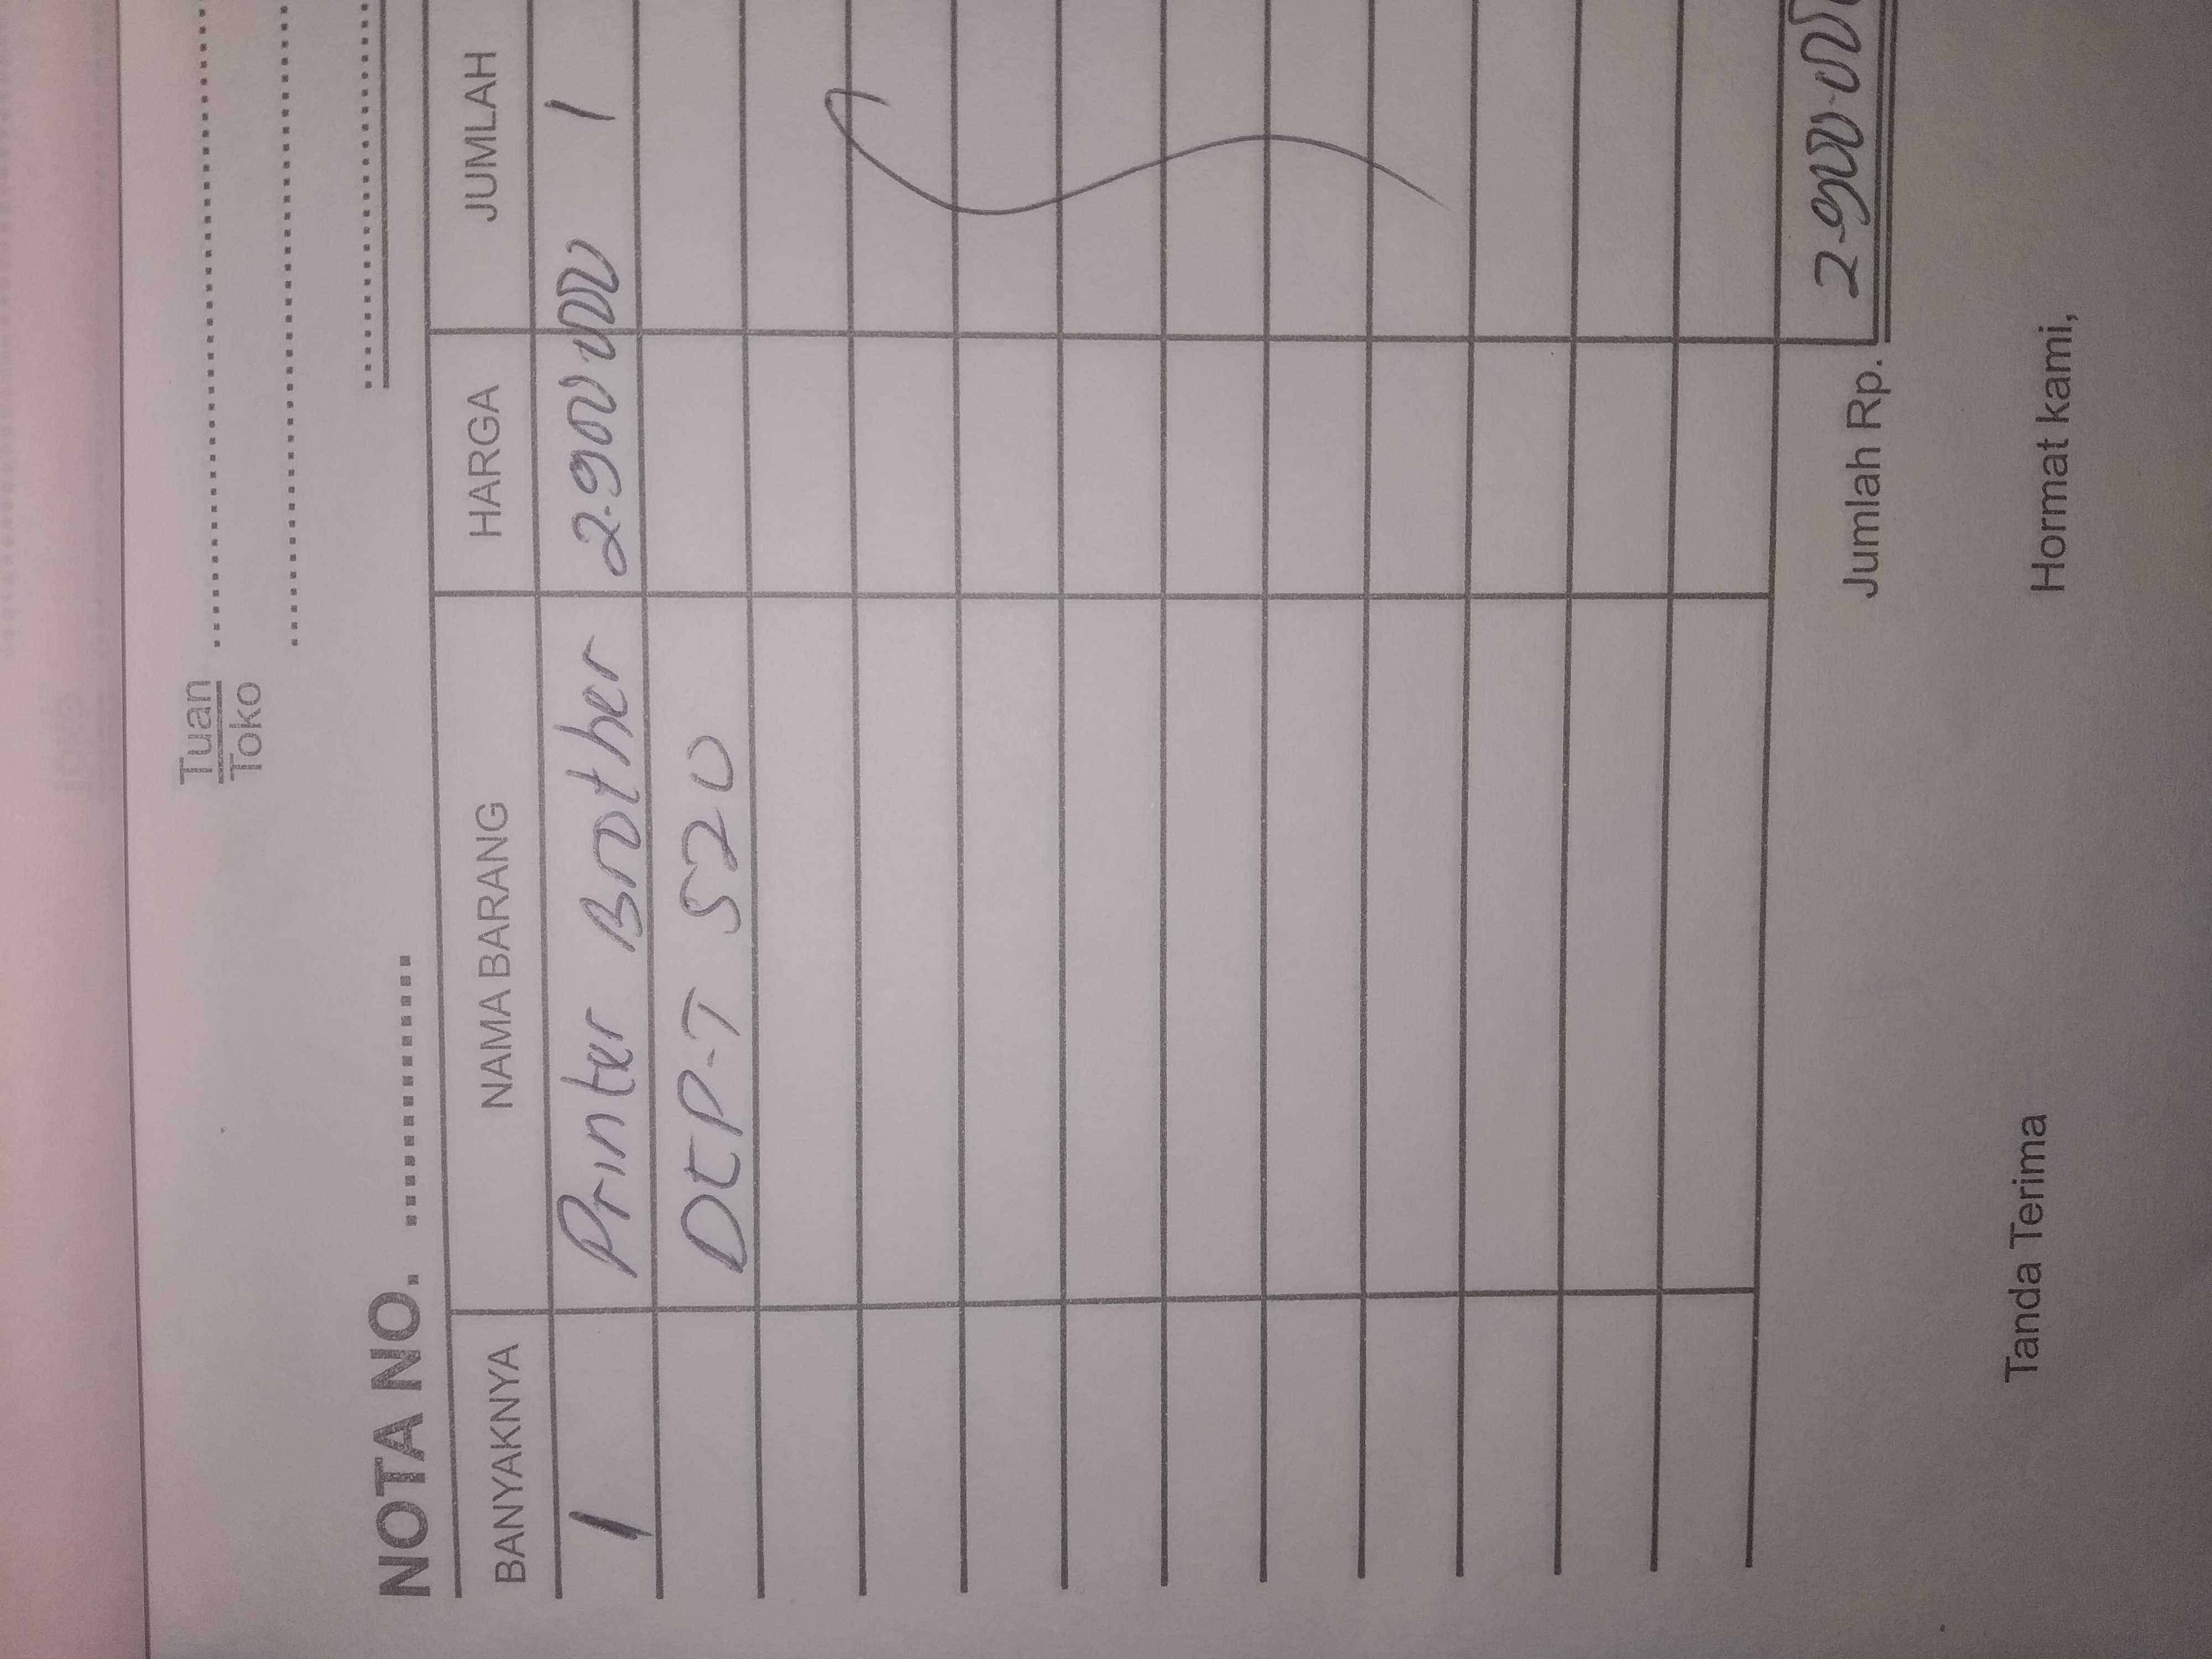 Tuan
Toko
NOTA NO.
BANYAKNYA NAMA BARANG HARGA JUMLAH
1 Printer Brother 2.900.000 1
DCP-T 520
Jumlah Rp. 2.900.000
Tanda Terima Hormat kami,